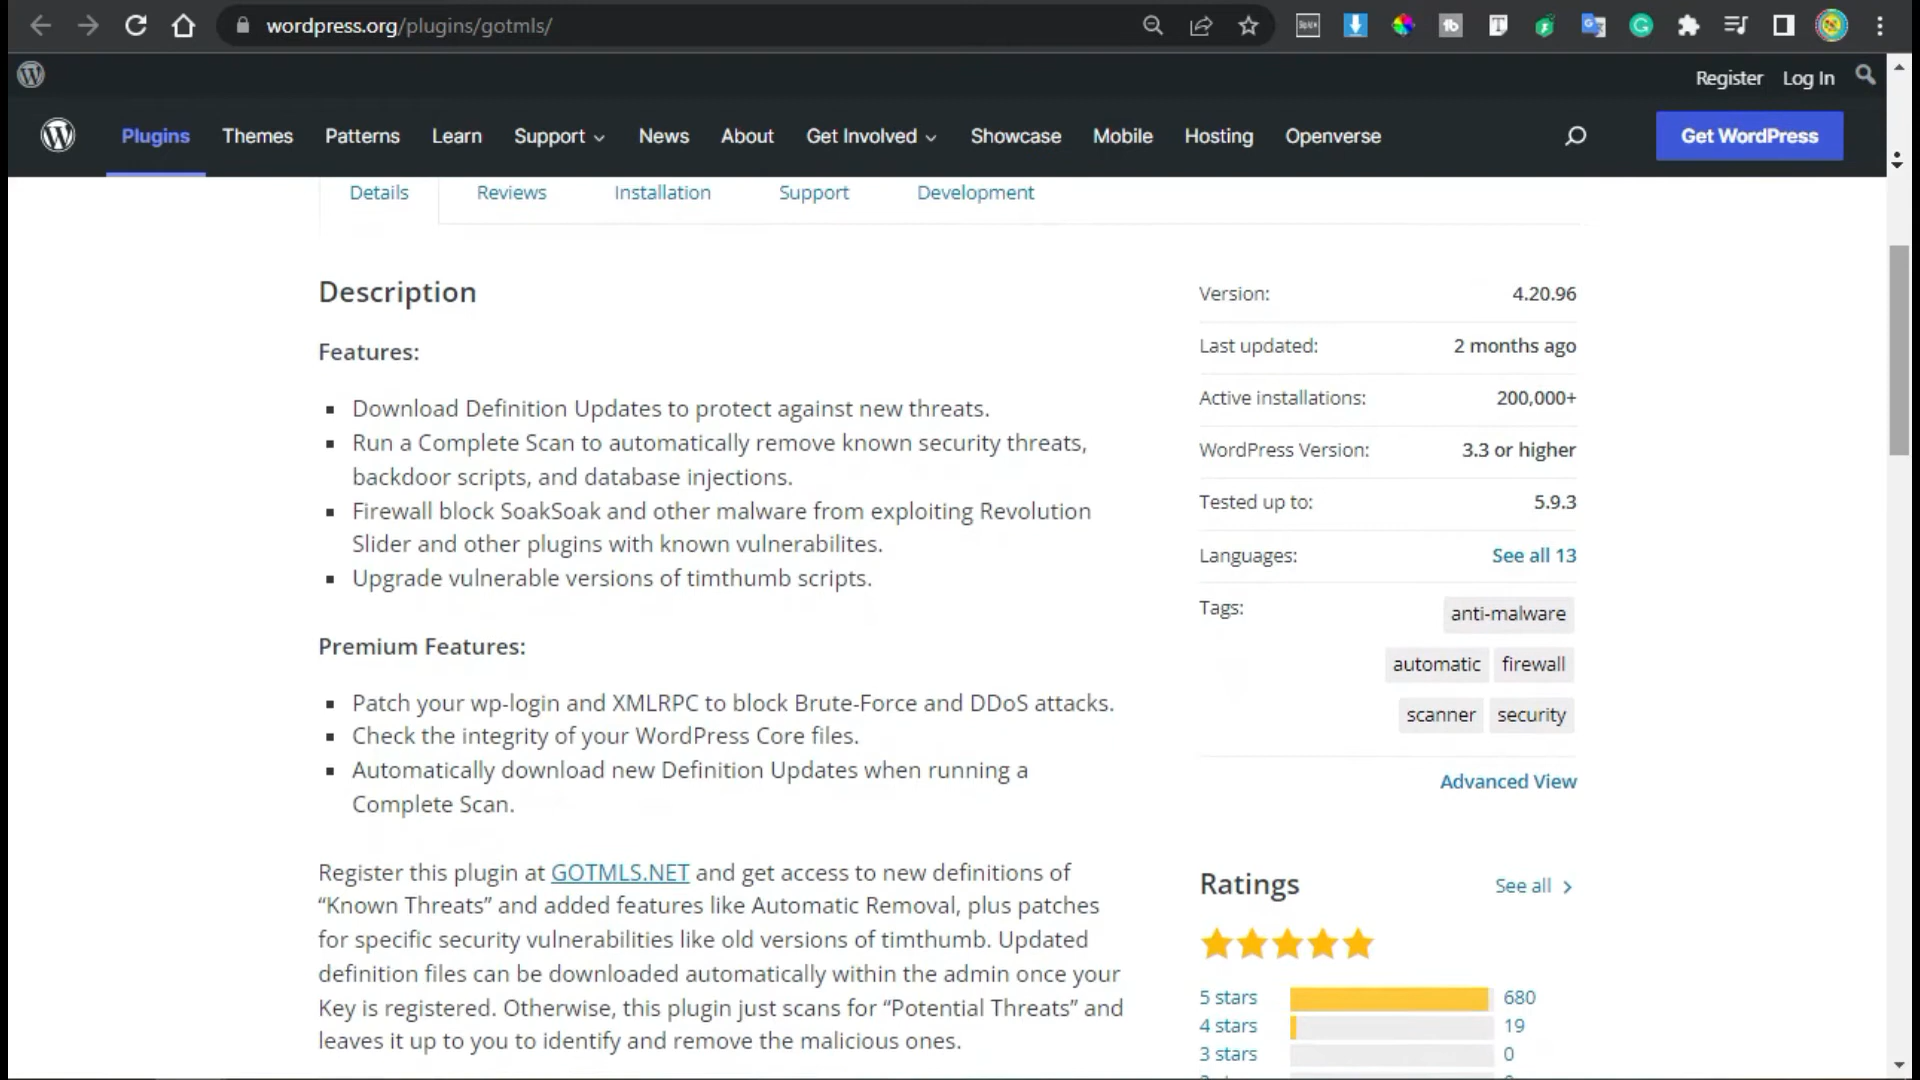 wordpress.org/plugins/gotmls/
Register Log In
Plugins Themes Patterns Learn Support News About Get Involved Showcase Mobile Hosting Openverse Get WordPress
Details Reviews Installation Support Development
Description
Features:
Download Definition Updates to protect against new threats.
Run a Complete Scan to automatically remove known security threats,
backdoor scripts, and database injections.
Firewall block SoakSoak and other malware from exploiting Revolution
Slider and other plugins with known vulnerabilites.
Upgrade vulnerable versions of timthumb scripts.
Premium Features:
Patch your wp-login and XMLRPC to block Brute-Force and DDoS attacks.
Check the integrity of your WordPress Core files.
Automatically download new Definition Updates when running a
Complete Scan.
Register this plugin at GOTMLS.NET and get access to new definitions of
“Known Threats” and added features like Automatic Removal, plus patches
for specific security vulnerabilities like old versions of timthumb. Updated
definition files can be downloaded automatically within the admin once your
Key is registered. Otherwise, this plugin just scans for “Potential Threats” and
leaves it up to you to identify and remove the malicious ones.
Version: 4.20.96
Last updated: 2 months ago
Active installations: 200,000+
WordPress Version: 3.3 or higher
Tested up to: 5.9.3
Languages: See all 13
Tags: anti-malware
automatic firewall
scanner security
Advanced View
Ratings See all
5 stars 680
4 stars 19
3 stars 0